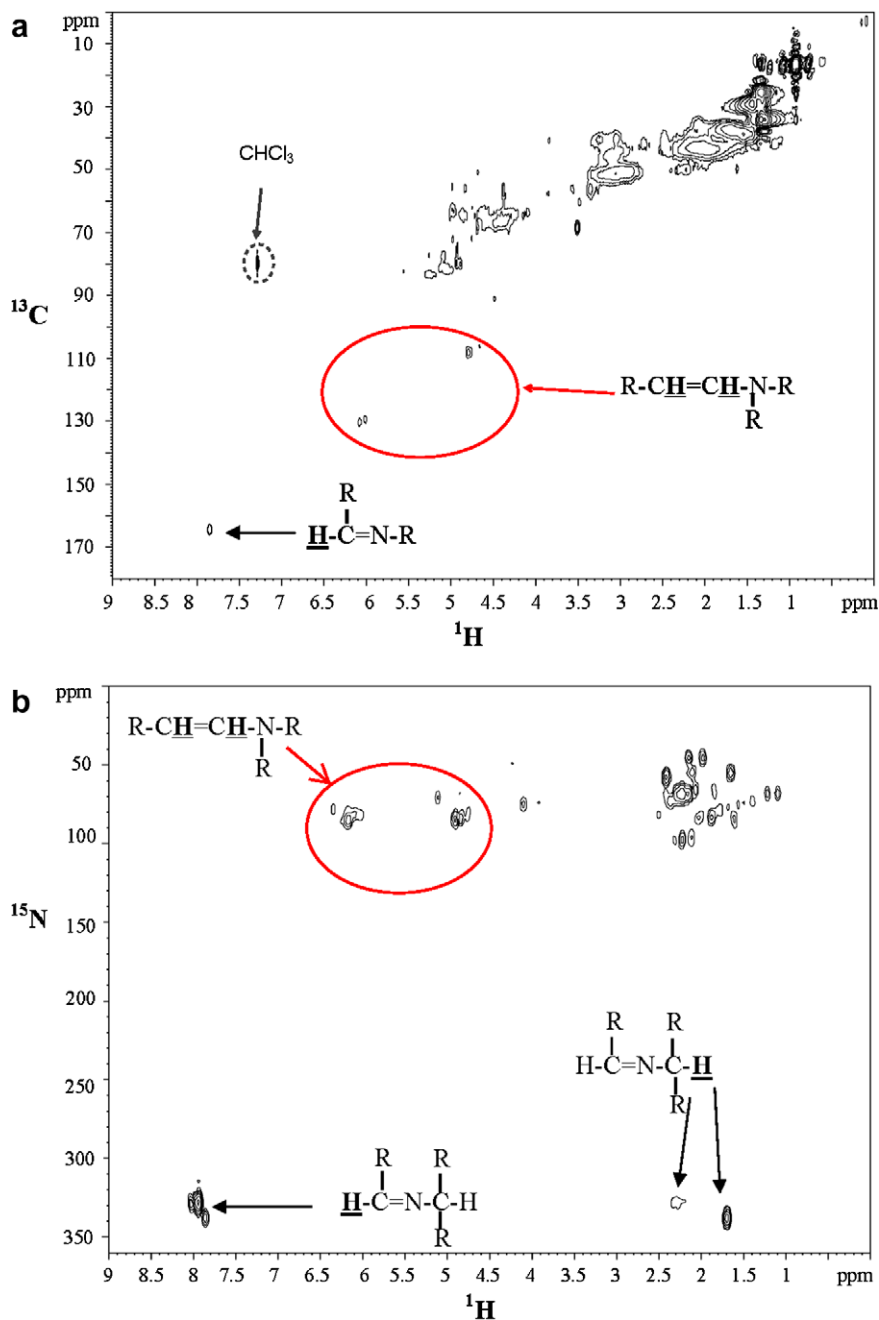 a
ppm
10
30
50
70
90
110
130
150
170
¹³C
CHCl₃
R-CH=CH-N-R
R
R
H-C=N-R
9 8.5 8 7.5 7 6.5 6 5.5 5 4.5 4 3.5 3 2.5 2 1.5 1 ppm
¹H
b
ppm
50
100
150
200
250
300
350
¹⁵N
R-CH=CH-N-R
R
R R
H-C=N-C-H
R
R R
H-C=N-C-H
R
9 8.5 8 7.5 7 6.5 6 5.5 5 4.5 4 3.5 3 2.5 2 1.5 1 ppm
¹H